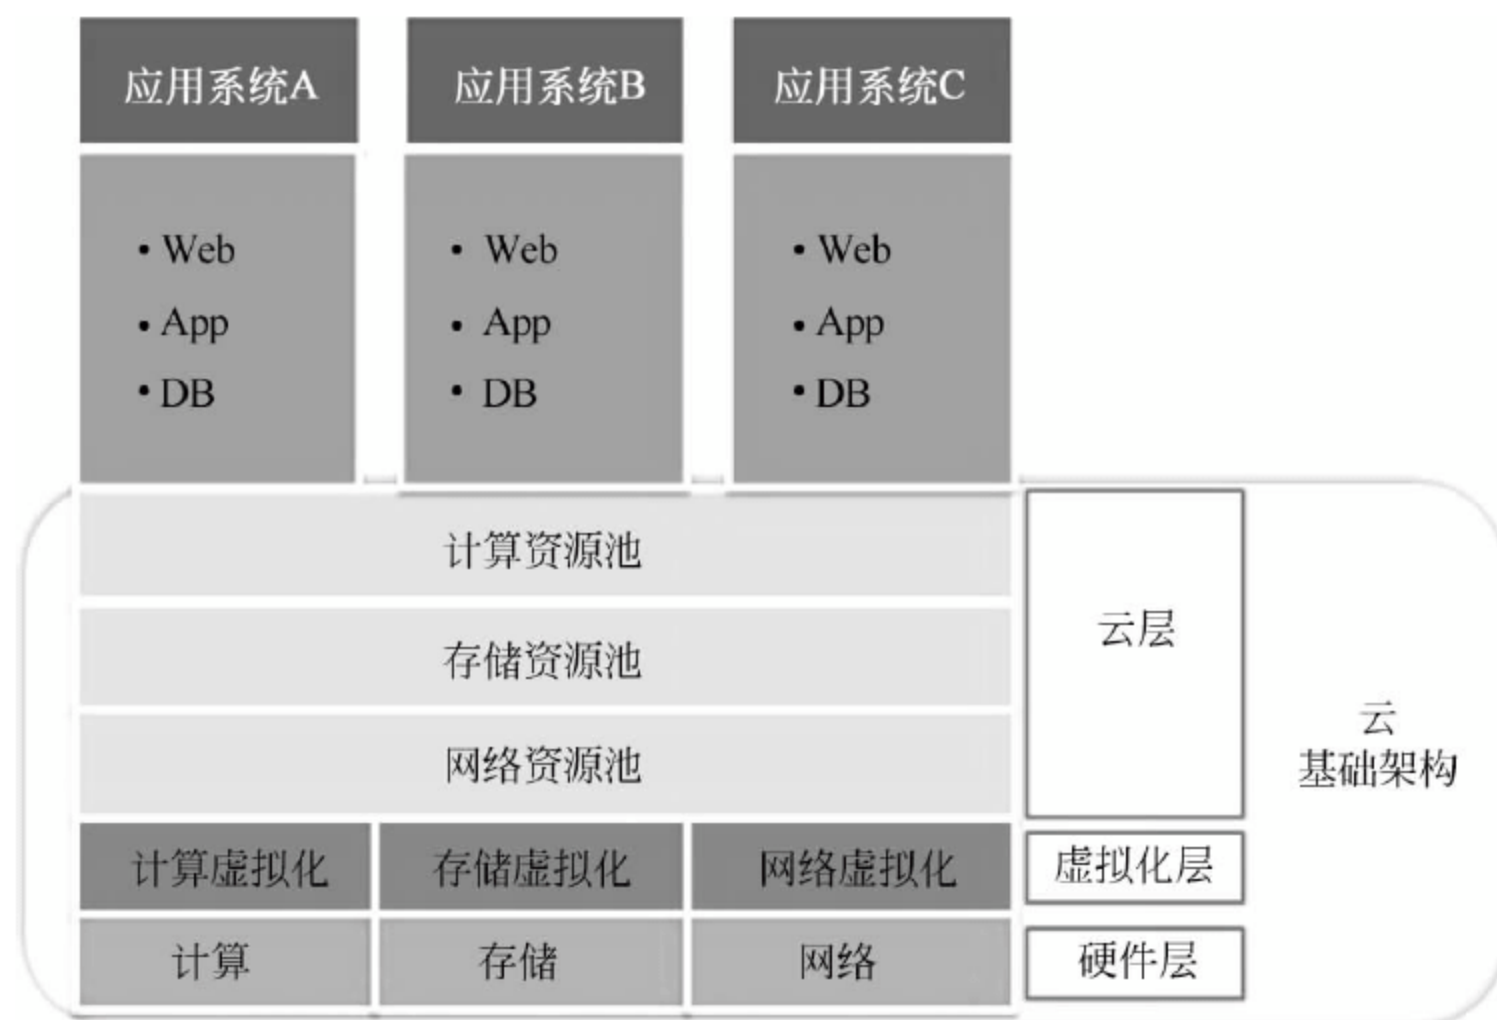 应用系统A
应用系统B
应用系统C
• Web
• App
• DB
• Web
• App
• DB
• Web
• App
• DB
计算资源池
存储资源池
网络资源池
云层
云
基础架构
计算虚拟化
存储虚拟化
网络虚拟化
虚拟化层
计算
存储
网络
硬件层